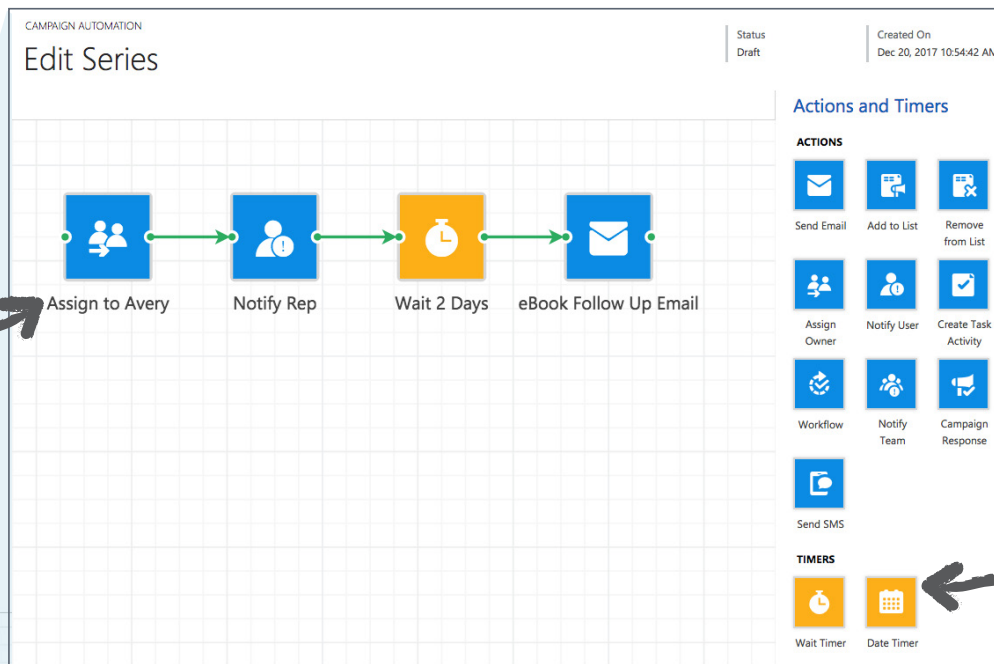 CAMPAIGN AUTOMATION
Edit Series
Status
Draft
Created On
Dec 20, 2017 10:54:42 AM
Actions and Timers
ACTIONS
Send Email
Add to List
Remove
from List
Assign
Owner
Notify User
Create Task
Activity
Workflow
Notify
Team
Campaign
Response
Send SMS
TIMERS
Wait Timer
Date Timer
Assign to Avery
Notify Rep
Wait 2 Days
eBook Follow Up Email